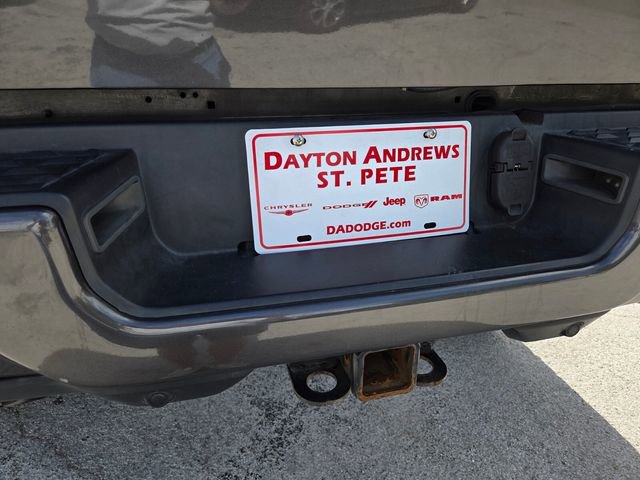 DAYTON ANDREWS
ST. PETE
CHRYSLER DODGE Jeep RAM
DADODGE.com